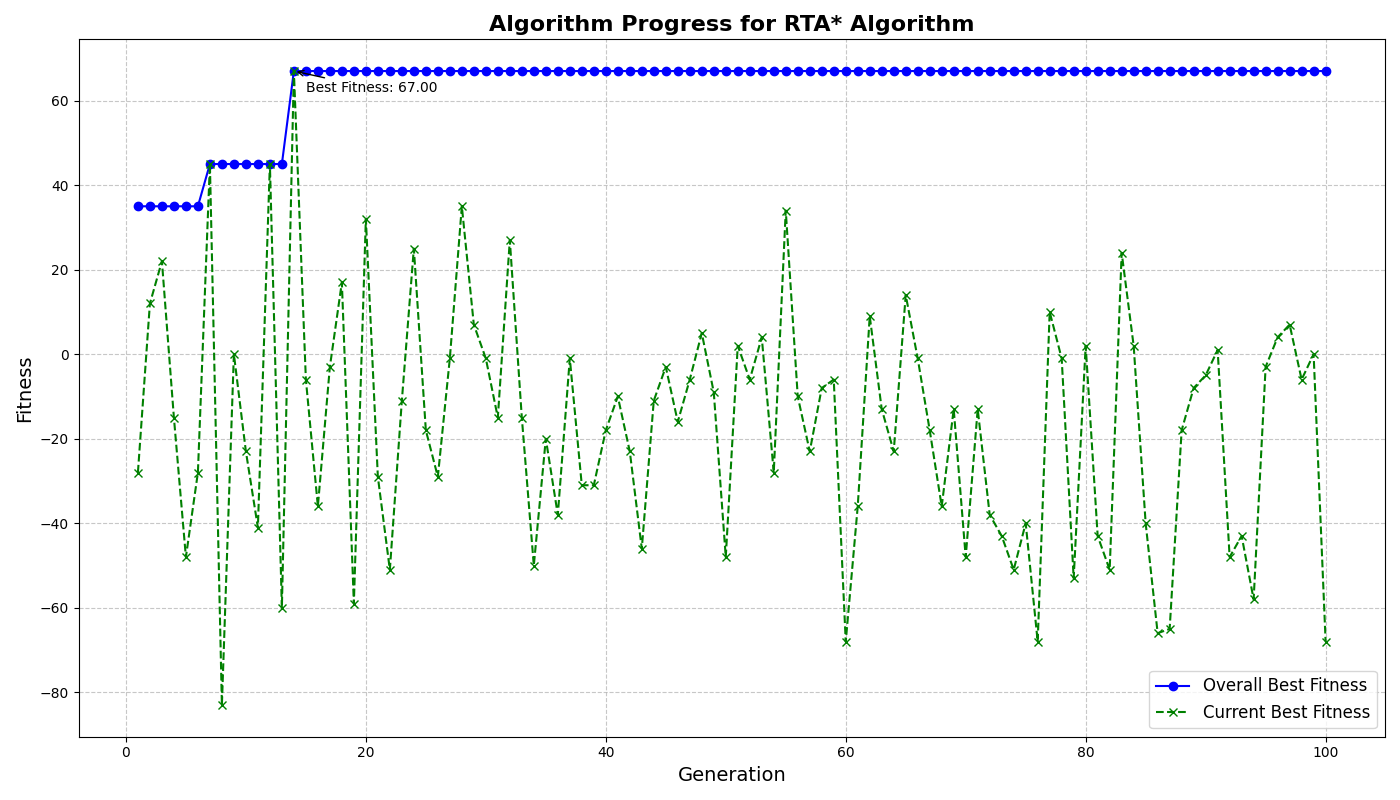 Algorithm Progress for RTA* Algorithm
Best Fitness: 67.00
Fitness
60
40
20
0
−20
−40
−60
−80
0 20 40 60 80 100
Generation
Overall Best Fitness
Current Best Fitness